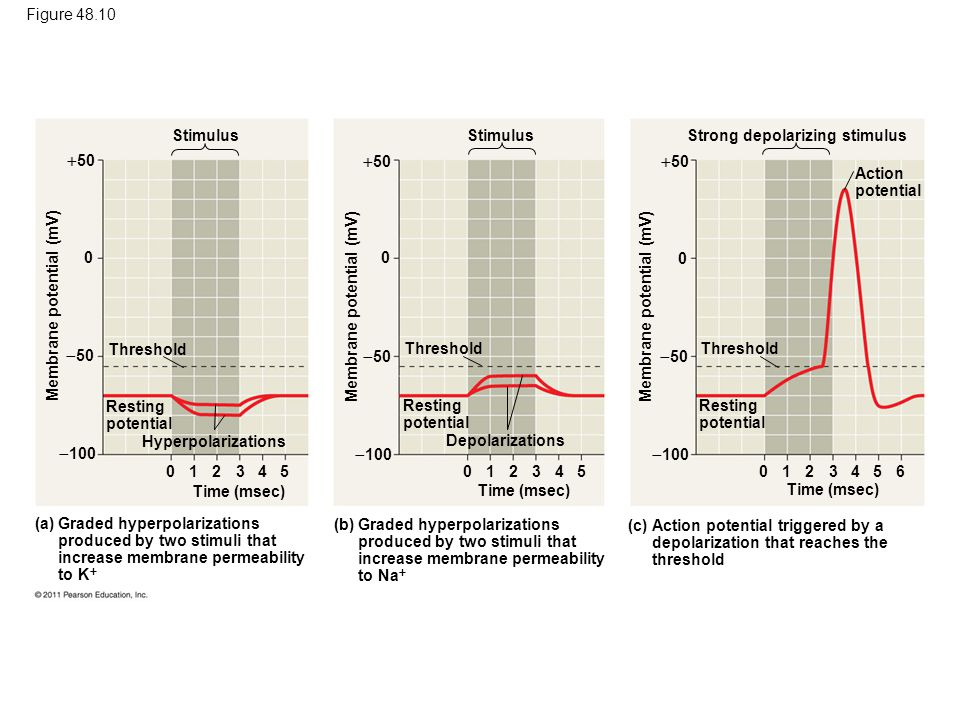 Figure 48.10
Stimulus
+50
0
–50
–100
Membrane potential (mV)
Threshold
Resting
potential
Hyperpolarizations
0 1 2 3 4 5
Time (msec)
(a) Graded hyperpolarizations
produced by two stimuli that
increase membrane permeability
to K+
© 2011 Pearson Education, Inc.
Stimulus
+50
0
–50
–100
Membrane potential (mV)
Threshold
Resting
potential
Depolarizations
0 1 2 3 4 5
Time (msec)
(b) Graded hyperpolarizations
produced by two stimuli that
increase membrane permeability
to Na+
Strong depolarizing stimulus
+50
Action
potential
0
–50
–100
Membrane potential (mV)
Threshold
Resting
potential
0 1 2 3 4 5 6
Time (msec)
(c) Action potential triggered by a
depolarization that reaches the
threshold